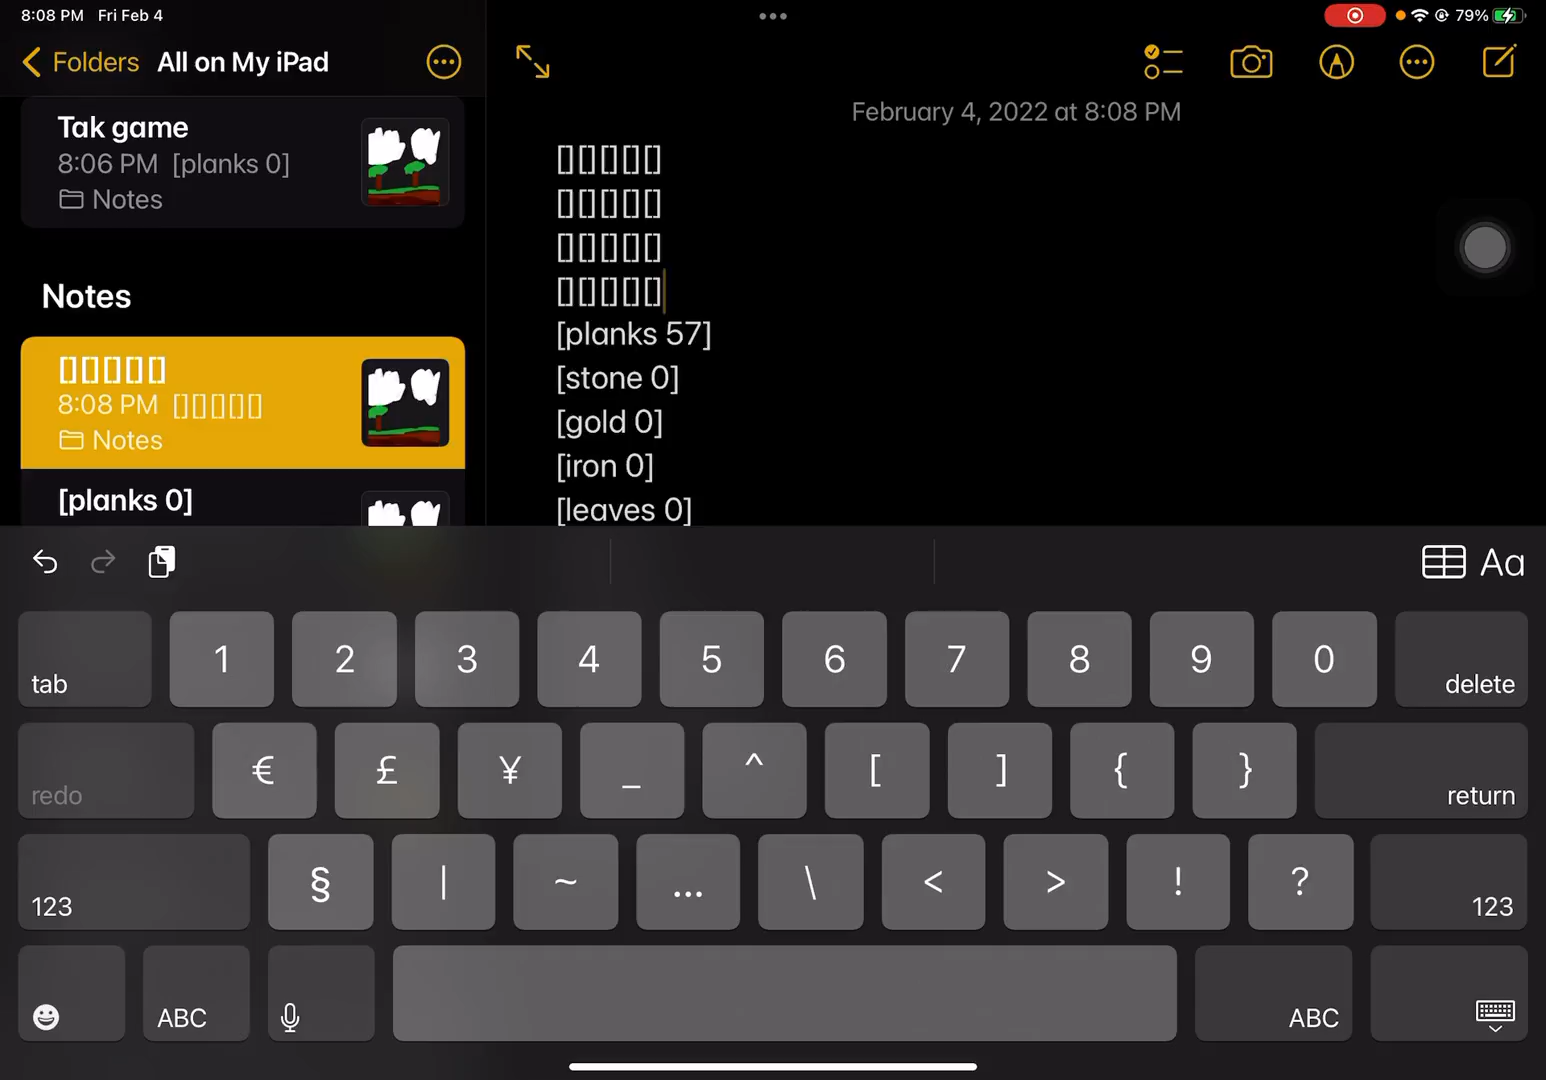 8:08 PM Fri Feb 4
79%
Folders
All on My iPad
Tak game
8:06 PM [planks 0]
Notes
Notes
[][][][][]
8:08 PM [][][][][]
Notes
[planks 0]
February 4, 2022 at 8:08 PM
[][][][][]
[][][][][]
[][][][][]
[][][][][]
[planks 57]
[stone 0]
[gold 0]
[iron 0]
[leaves 0]
Aa
tab 1 2 3 4 5 6 7 8 9 0 delete
redo € £ ¥ _ ^ [ ] { } return
123 § | ~ ... \ < > ! ? 123
ABC ABC